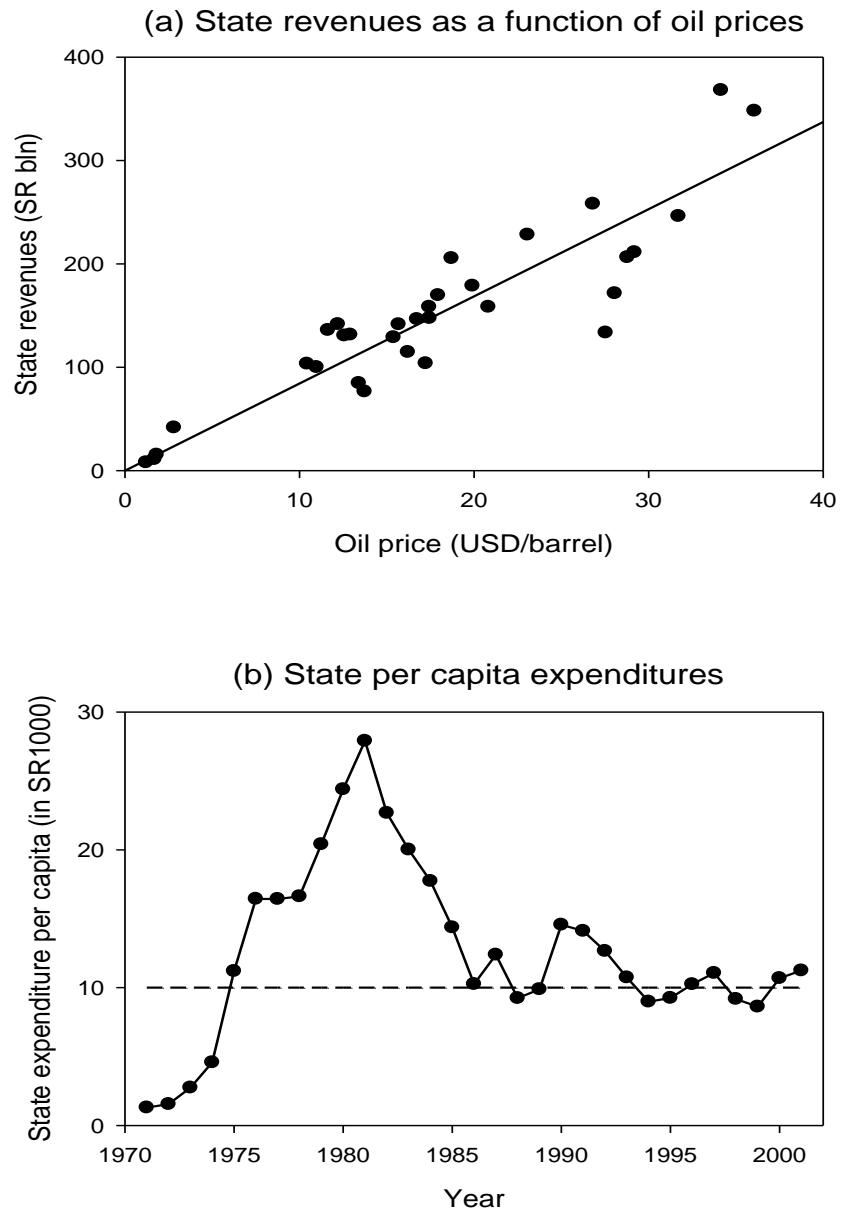 (a) State revenues as a function of oil prices
400
300
200
100
0
State revenues (SR bln)
0 10 20 30 40
Oil price (USD/barrel)
(b) State per capita expenditures
30
20
10
0
State expenditure per capita (in SR1000)
1970 1975 1980 1985 1990 1995 2000
Year